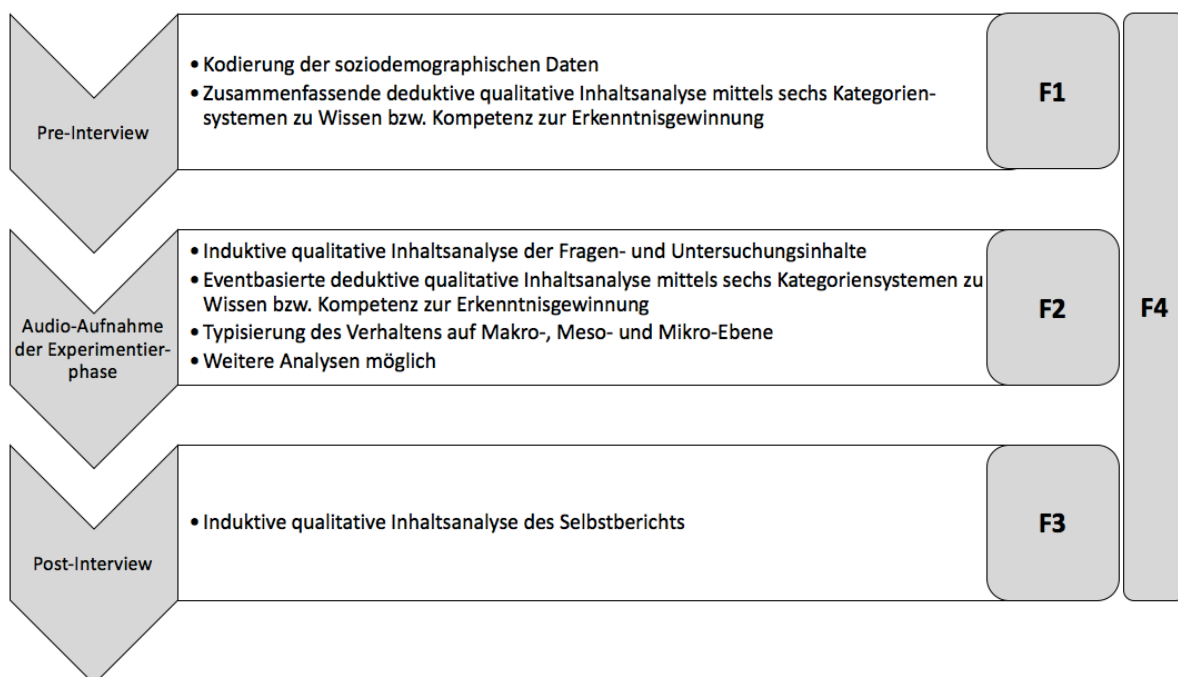 Pre-Interview
• Kodierung der soziodemographischen Daten
• Zusammenfassende deduktive qualitative Inhaltsanalyse mittels sechs Kategorien-
systemen zu Wissen bzw. Kompetenz zur Erkenntnisgewinnung
F1
Audio-Aufnahme
der Experimentier-
phase
• Induktive qualitative Inhaltsanalyse der Fragen- und Untersuchungsinhalte
• Eventbasierte deduktive qualitative Inhaltsanalyse mittels sechs Kategoriensystemen zu
Wissen bzw. Kompetenz zur Erkenntnisgewinnung
• Typisierung des Verhaltens auf Makro-, Meso- und Mikro-Ebene
• Weitere Analysen möglich
F2
F4
Post-Interview
• Induktive qualitative Inhaltsanalyse des Selbstberichts
F3